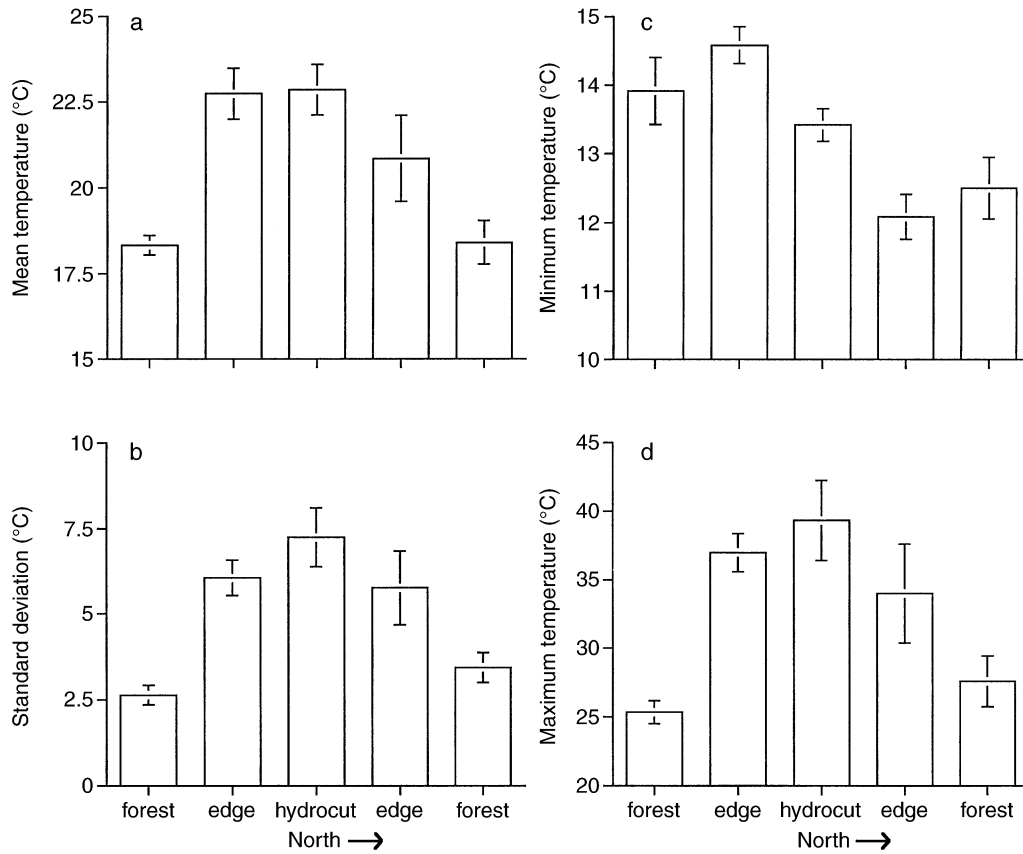 a
Mean temperature (°C)
25
22.5
20
17.5
15
c
Minimum temperature (°C)
15
14
13
12
11
10
b
Standard deviation (°C)
10
7.5
5
2.5
0
forest edge hydrocut edge forest
North →
d
Maximum temperature (°C)
45
40
35
30
25
20
forest edge hydrocut edge forest
North →